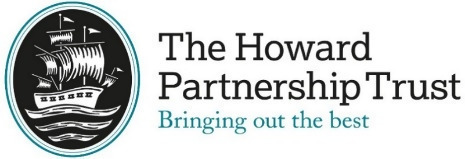 The Howard
Partnership Trust
Bringing out the best